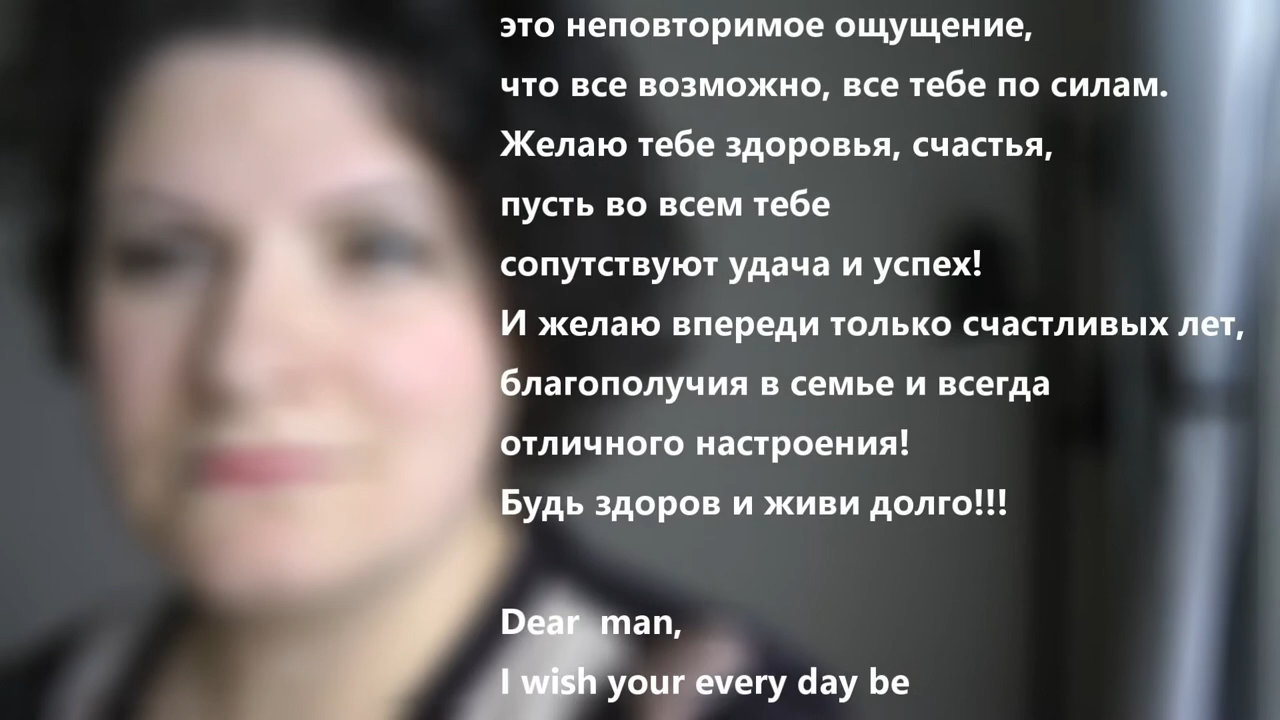 это неповторимое ощущение,
что все возможно, все тебе по силам.
Желаю тебе здоровья, счастья,
пусть во всем тебе
сопутствуют удача и успех!
И желаю впереди только счастливых лет,
благополучия в семье и всегда
отличного настроения!
Будь здоров и живи долго!!!
Dear man,
I wish your every day be